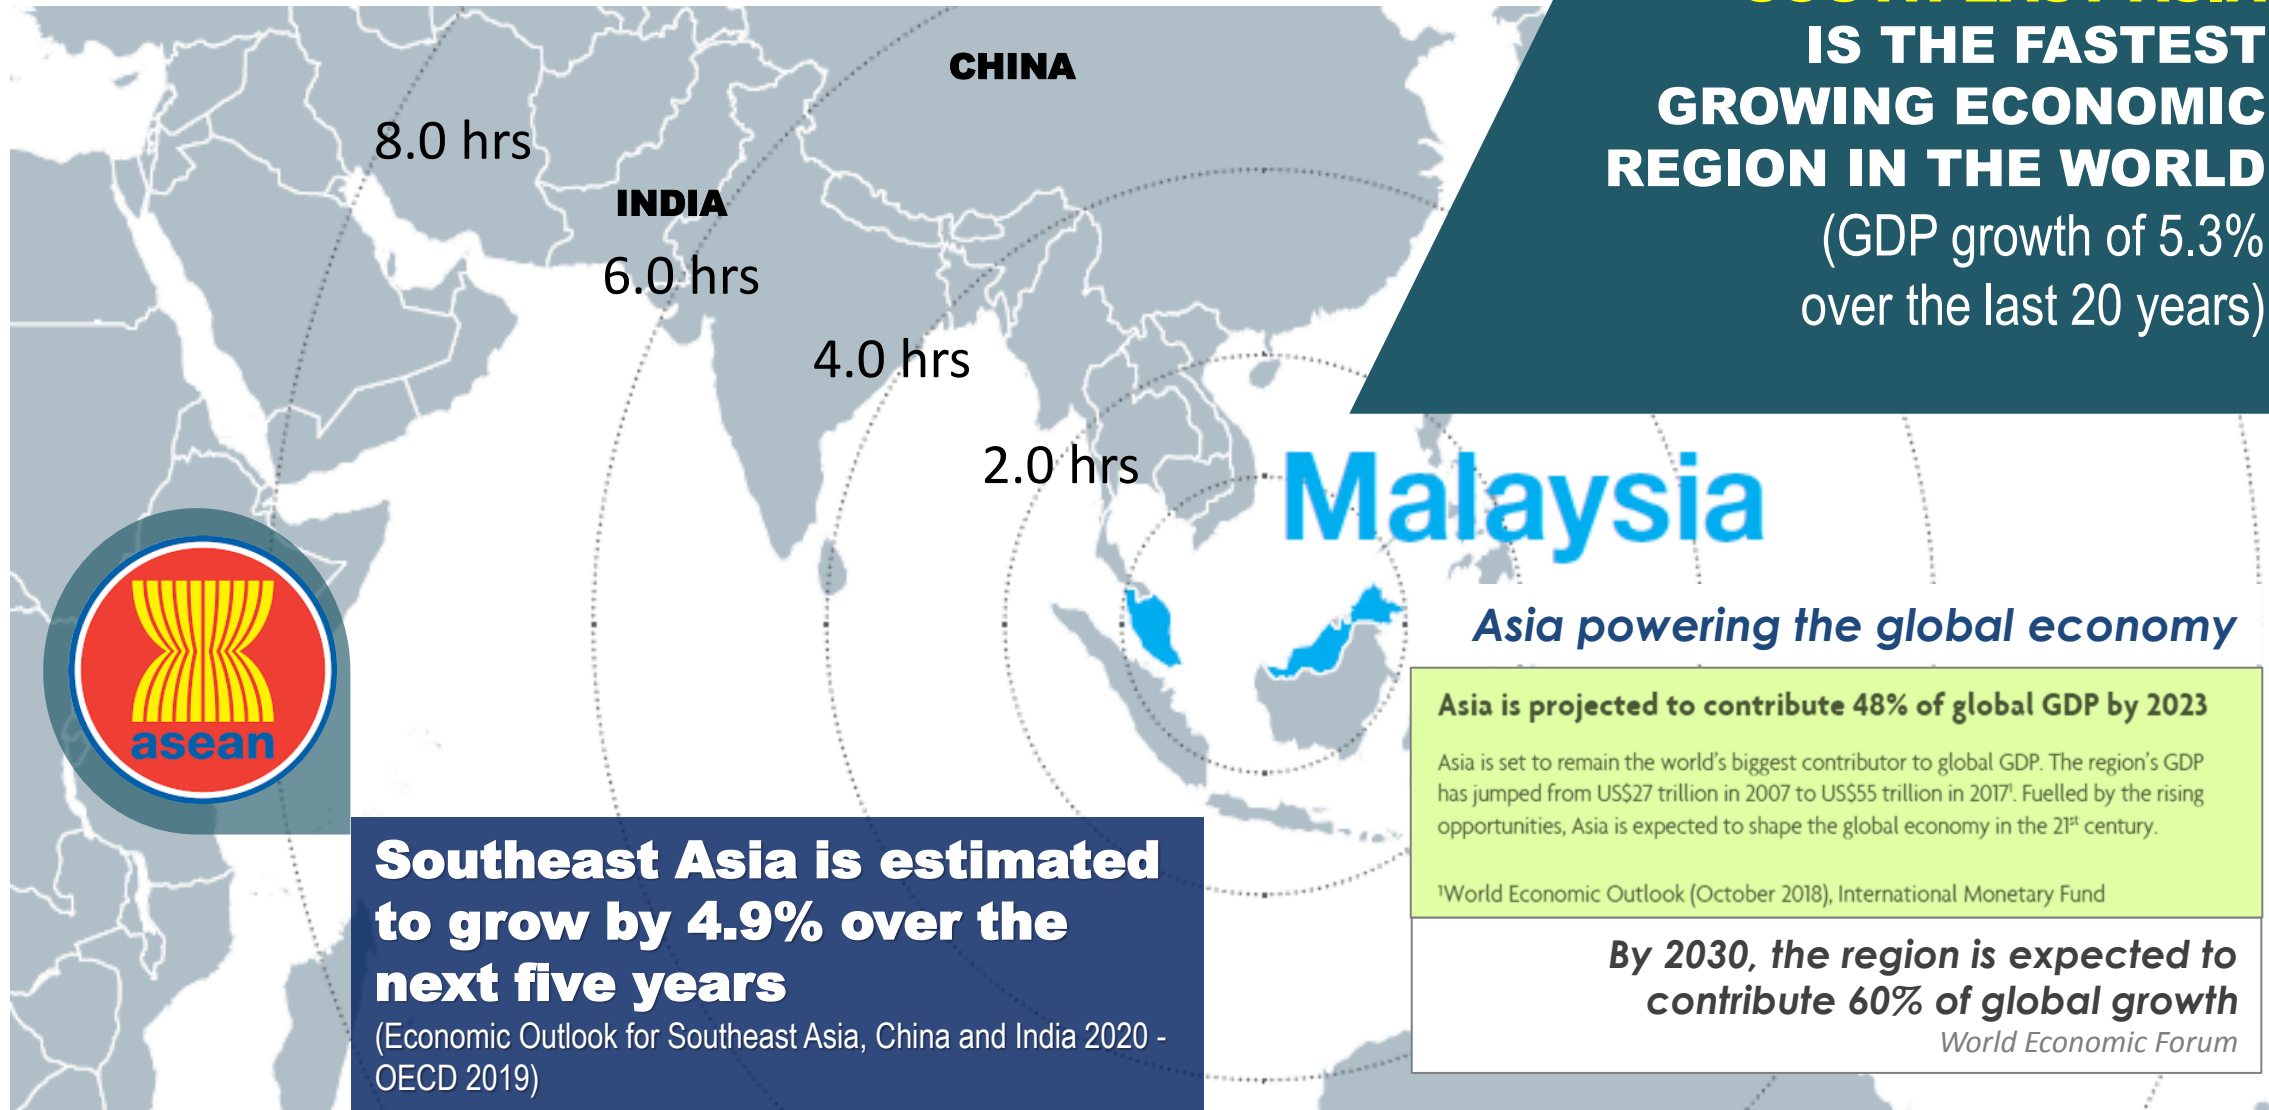 SOUTH EAST ASIA
IS THE FASTEST
GROWING ECONOMIC
REGION IN THE WORLD
(GDP growth of 5.3%
over the last 20 years)
CHINA
8.0 hrs
INDIA
6.0 hrs
4.0 hrs
2.0 hrs
Malaysia
asean
Asia powering the global economy
Asia is projected to contribute 48% of global GDP by 2023
Asia is set to remain the world's biggest contributor to global GDP. The region's GDP
has jumped from US$27 trillion in 2007 to US$55 trillion in 2017¹. Fuelled by the rising
opportunities, Asia is expected to shape the global economy in the 21st century.
¹World Economic Outlook (October 2018), International Monetary Fund
By 2030, the region is expected to
contribute 60% of global growth
World Economic Forum
Southeast Asia is estimated
to grow by 4.9% over the
next five years
(Economic Outlook for Southeast Asia, China and India 2020 -
OECD 2019)